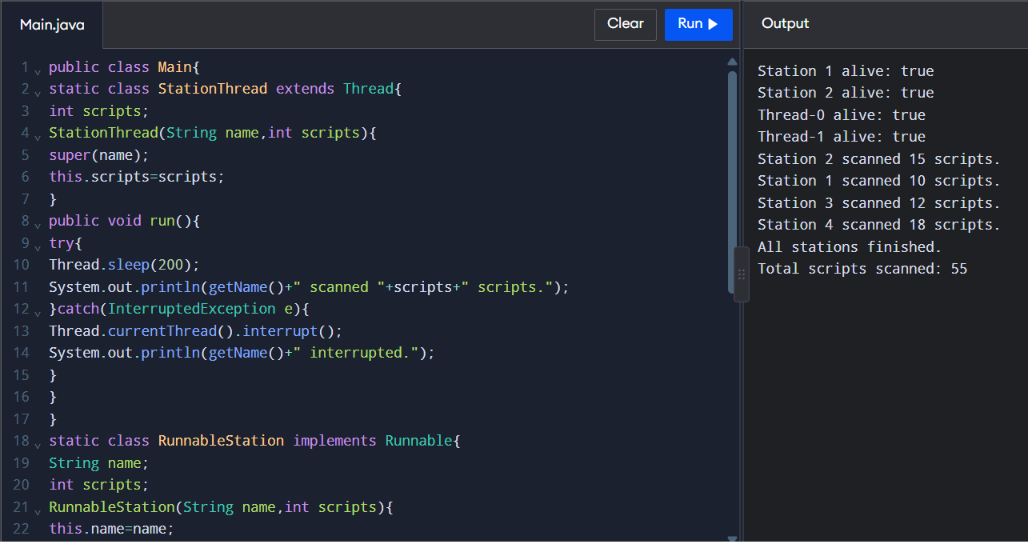 Main.java
Clear
Run
1 public class Main{
2 static class StationThread extends Thread{
3 int scripts;
4 StationThread(String name,int scripts){
5 super(name);
6 this.scripts=scripts;
7 }
8 public void run(){
9 try{
10 Thread.sleep(200);
11 System.out.println(getName()+" scanned "+scripts+" scripts.");
12 }catch(InterruptedException e){
13 Thread.currentThread().interrupt();
14 System.out.println(getName()+" interrupted.");
15 }
16 }
17 }
18 static class RunnableStation implements Runnable{
19 String name;
20 int scripts;
21 RunnableStation(String name,int scripts){
22 this.name=name;
Output
Station 1 alive: true
Station 2 alive: true
Thread-0 alive: true
Thread-1 alive: true
Station 2 scanned 15 scripts.
Station 1 scanned 10 scripts.
Station 3 scanned 12 scripts.
Station 4 scanned 18 scripts.
All stations finished.
Total scripts scanned: 55